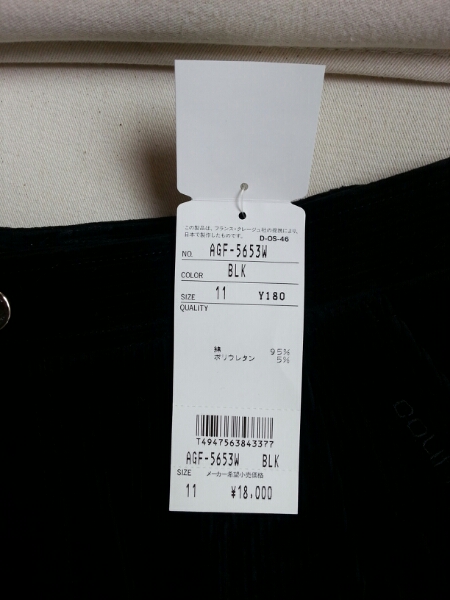 この製品は、フランス・クレージュ社の技術により、
日本で製作したものです。 D-OS-46
NO. AGF-5653W
COLOR BLK
SIZE 11 Y180
QUALITY
綿 95%
ポリウレタン 5%
T4947563843377
AGF-5653W BLK
SIZE メーカー希望小売価格
11 ¥18,000